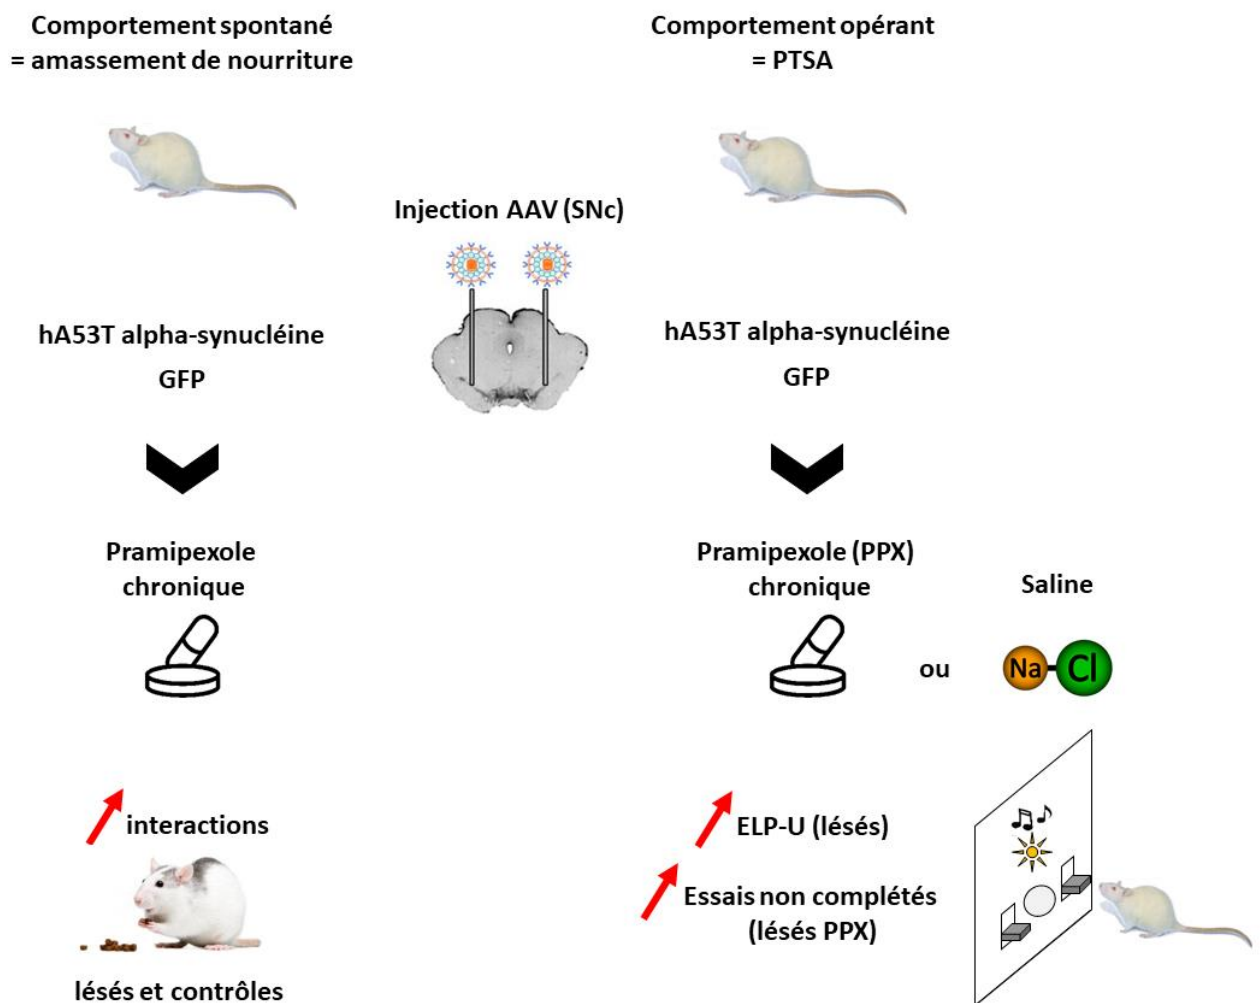 Comportement spontané
= amassement de nourriture
Comportement opérant
= PTSA
Injection AAV (SNc)
hA53T alpha-synucléine
GFP
hA53T alpha-synucléine
GFP
Pramipexole
chronique
Pramipexole (PPX)
chronique
ou
Saline
Na
Cl
interactions
lésés et contrôles
ELP-U (lésés)
Essais non complétés
(lésés PPX)